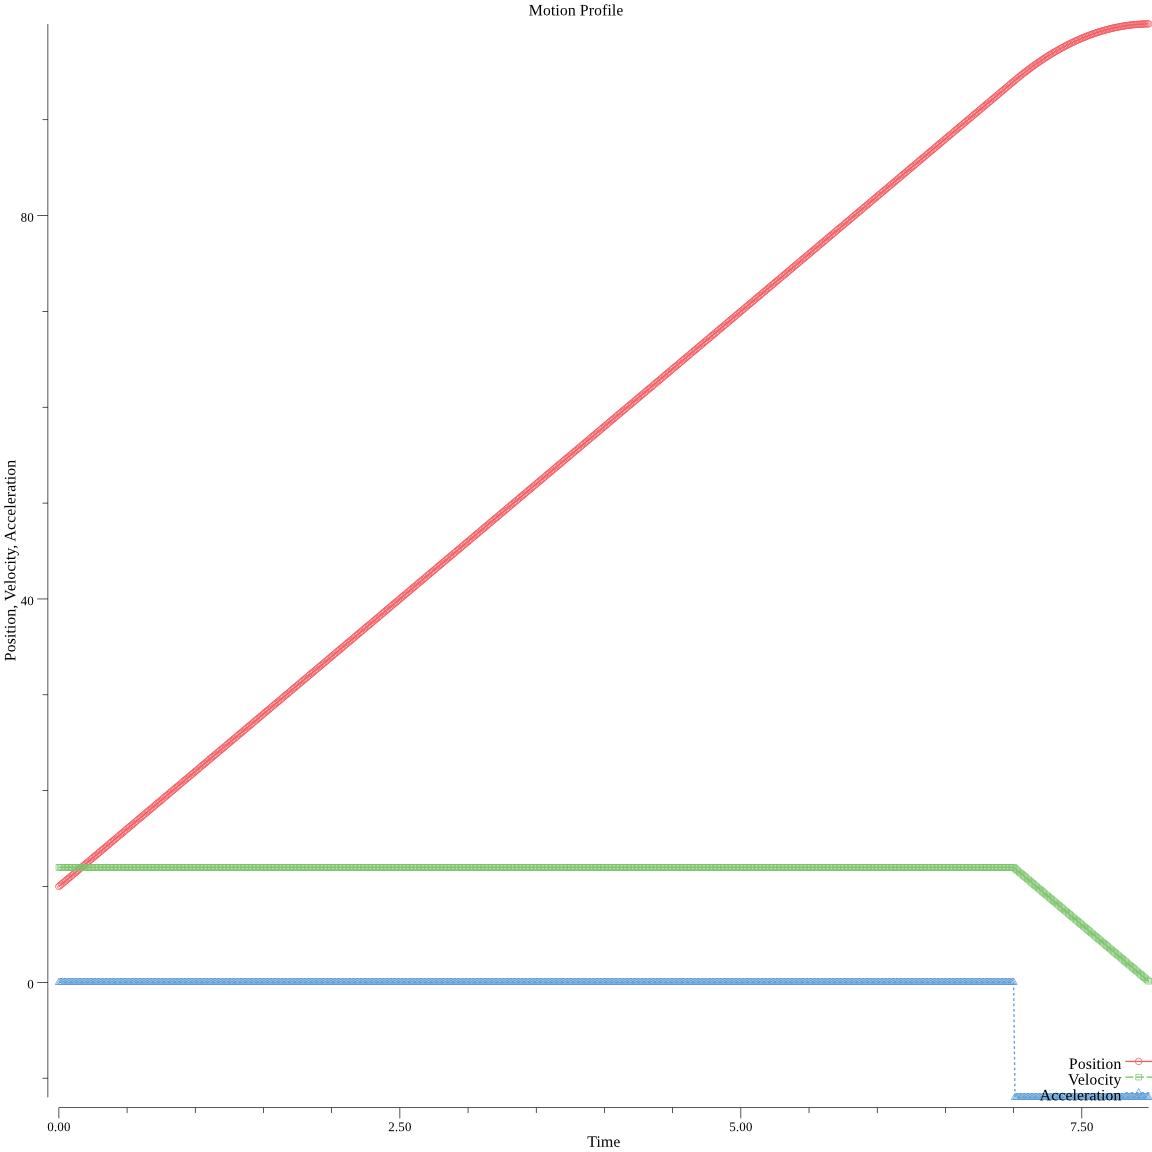 Motion Profile
Position, Velocity, Acceleration
80
40
0
Position
Velocity
Acceleration
0.00
2.50
5.00
7.50
Time